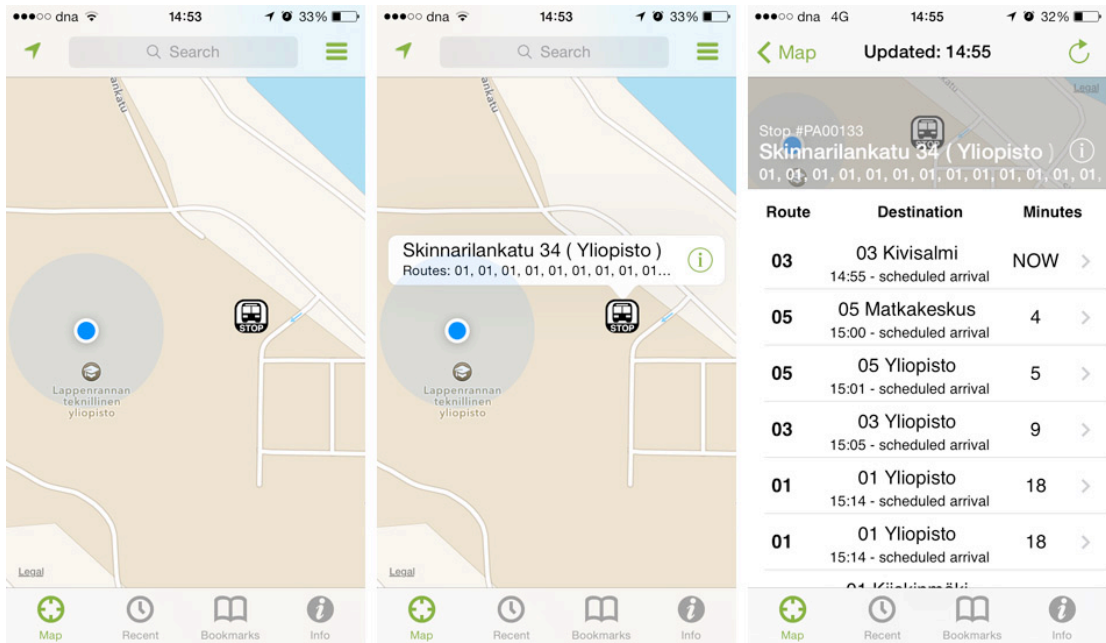 dna 14:53 33%
Search
ankatu
Lappenrannan
teknillinen
yliopisto
STOP
Legal
Map Recent Bookmarks Info
dna 14:53 33%
Search
ankatu
Skinnarilankatu 34 ( Yliopisto )
Routes: 01, 01, 01, 01, 01, 01, 01, 01, 01...
STOP
Lappenrannan
teknillinen
yliopisto
Legal
Map Recent Bookmarks Info
dna 4G 14:55 32%
Map Updated: 14:55
Legal
Stop #PA00133
Skinnarilankatu 34 ( Yliopisto )
01, 01, 01, 01, 01, 01, 01, 01, 01, 01, 01, 01, 01,
Route Destination Minutes
03 03 Kivisalmi NOW
14:55 - scheduled arrival
05 05 Matkakeskus 4
15:00 - scheduled arrival
05 05 Yliopisto 5
15:01 - scheduled arrival
03 03 Yliopisto 9
15:05 - scheduled arrival
01 01 Yliopisto 18
15:14 - scheduled arrival
01 01 Yliopisto 18
15:14 - scheduled arrival
Map Recent Bookmarks Info